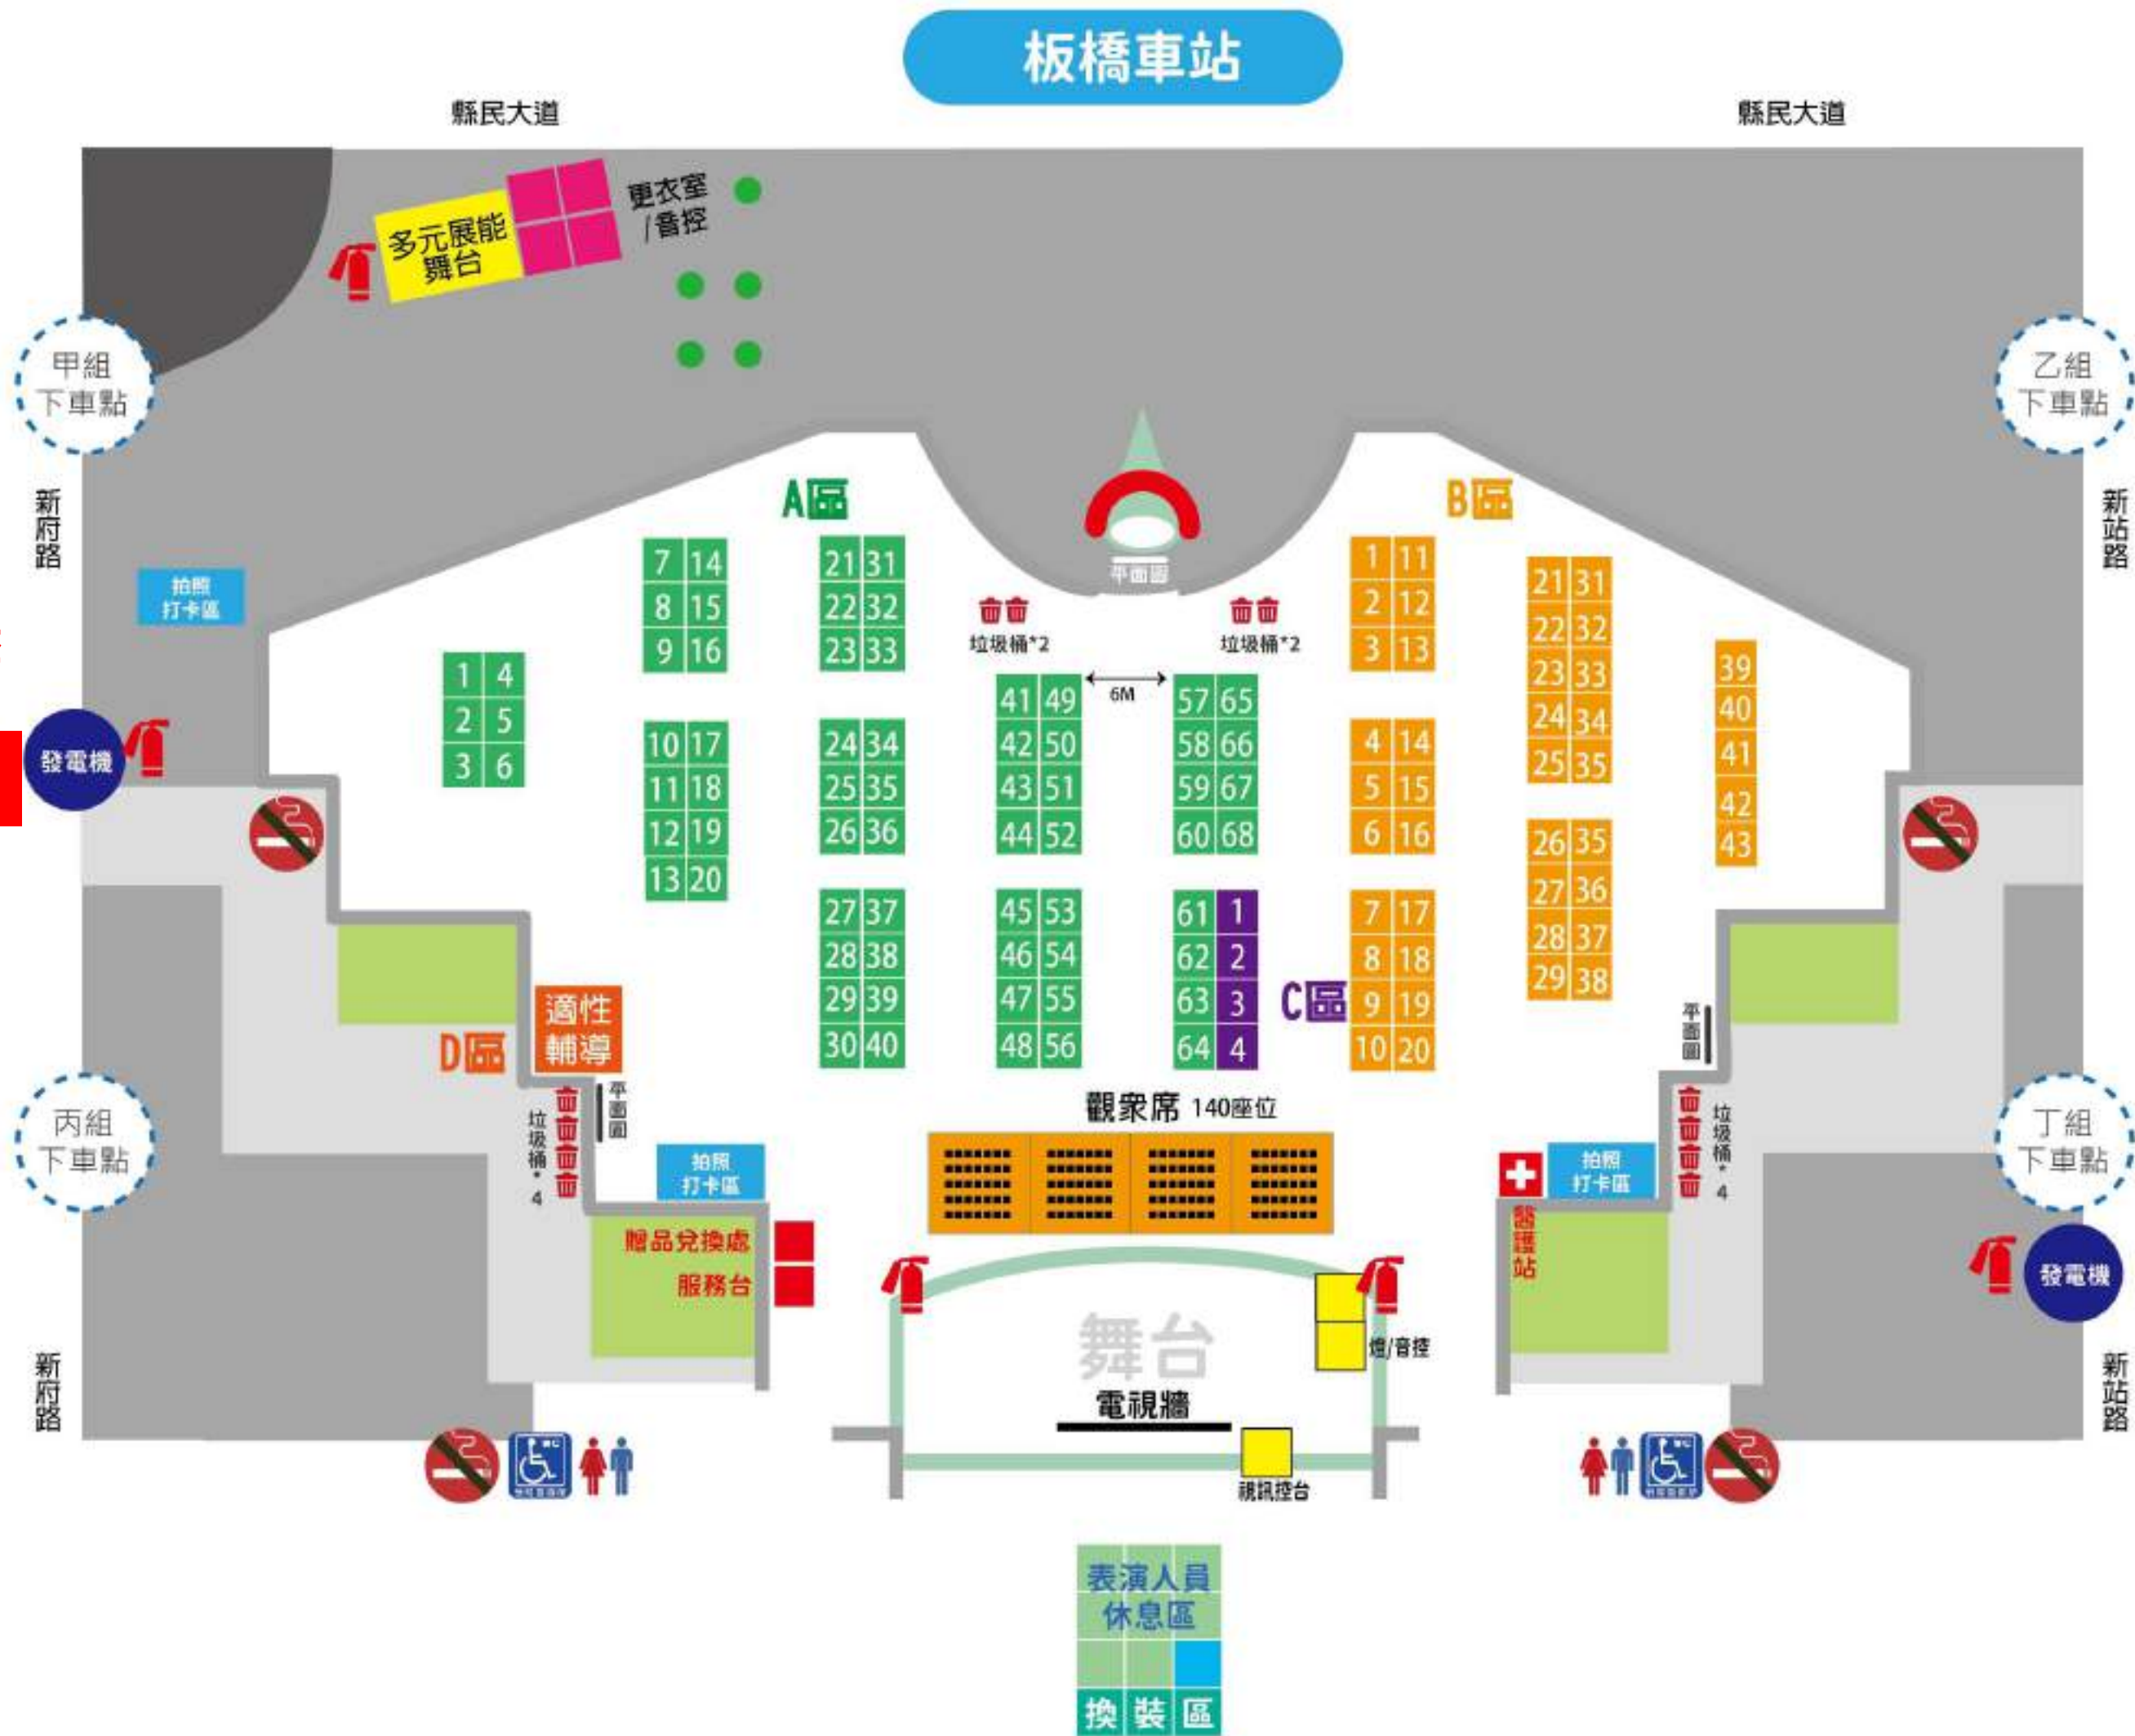 板橋車站
縣民大道
縣民大道
更衣室
/音控
多元展能
舞台
甲組
下車點
乙組
下車點
新府路
新站路
A區
B區
拍照
打卡區
平面圖
垃圾桶*2
垃圾桶*2
6M
1 4
2 5
3 6
7 14
8 15
9 16
10 17
11 18
12 19
13 20
21 31
22 32
23 33
24 34
25 35
26 36
27 37
28 38
29 39
30 40
41 49
42 50
43 51
44 52
45 53
46 54
47 55
48 56
57 65
58 66
59 67
60 68
61 1
62 2
63 3
64 4
C區
1 11
2 12
3 13
4 14
5 15
6 16
7 17
8 18
9 19
10 20
21 31
22 32
23 33
24 34
25 35
26 35
27 36
28 37
29 38
39
40
41
42
43
發電機
D區
適性
輔導
平面圖
垃圾桶*4
丙組
下車點
拍照
打卡區
贈品兌換處
服務台
觀衆席 140座位
平面圖
垃圾桶*4
丁組
下車點
拍照
打卡區
醫護站
發電機
舞台
燈/音控
電視牆
視訊控台
新府路
新站路
表演人員
休息區
換裝區